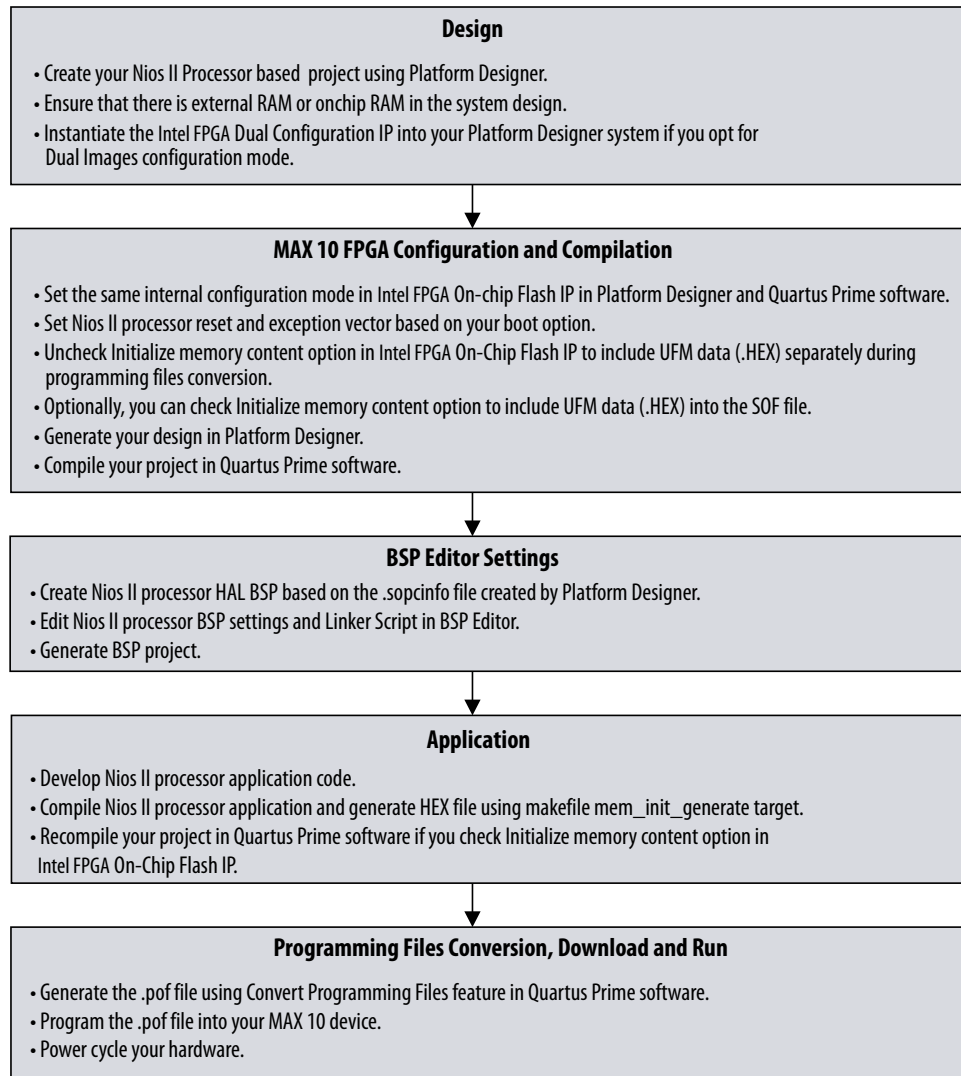 Design
• Create your Nios II Processor based project using Platform Designer.
• Ensure that there is external RAM or onchip RAM in the system design.
• Instantiate the Intel FPGA Dual Configuration IP into your Platform Designer system if you opt for
Dual Images configuration mode.
MAX 10 FPGA Configuration and Compilation
• Set the same internal configuration mode in Intel FPGA On-chip Flash IP in Platform Designer and Quartus Prime software.
• Set Nios II processor reset and exception vector based on your boot option.
• Uncheck Initialize memory content option in Intel FPGA On-Chip Flash IP to include UFM data (.HEX) separately during
programming files conversion.
• Optionally, you can check Initialize memory content option to include UFM data (.HEX) into the SOF file.
• Generate your design in Platform Designer.
• Compile your project in Quartus Prime software.
BSP Editor Settings
• Create Nios II processor HAL BSP based on the .sopcinfo file created by Platform Designer.
• Edit Nios II processor BSP settings and Linker Script in BSP Editor.
• Generate BSP project.
Application
• Develop Nios II processor application code.
• Compile Nios II processor application and generate HEX file using makefile mem_init_generate target.
• Recompile your project in Quartus Prime software if you check Initialize memory content option in
Intel FPGA On-Chip Flash IP.
Programming Files Conversion, Download and Run
• Generate the .pof file using Convert Programming Files feature in Quartus Prime software.
• Program the .pof file into your MAX 10 device.
• Power cycle your hardware.